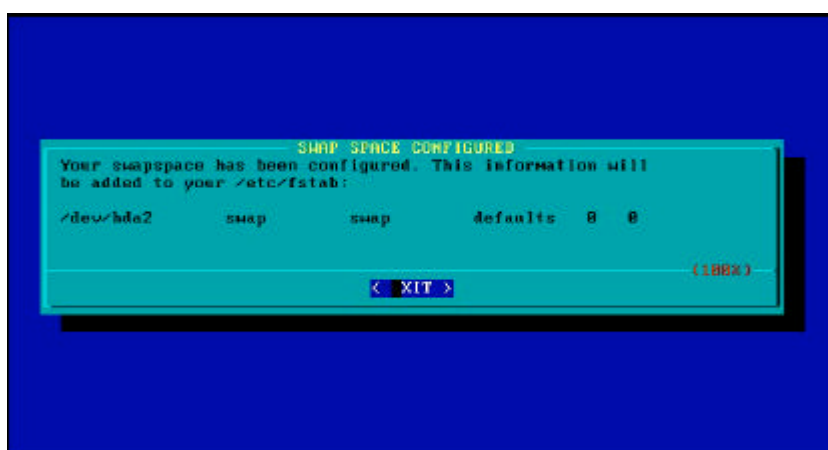 SWAP SPACE CONFIGURED
Your swapspace has been configured. This information will
be added to your /etc/fstab:
/dev/hda2 swap swap defaults 0 0
(100%)
< XIT >